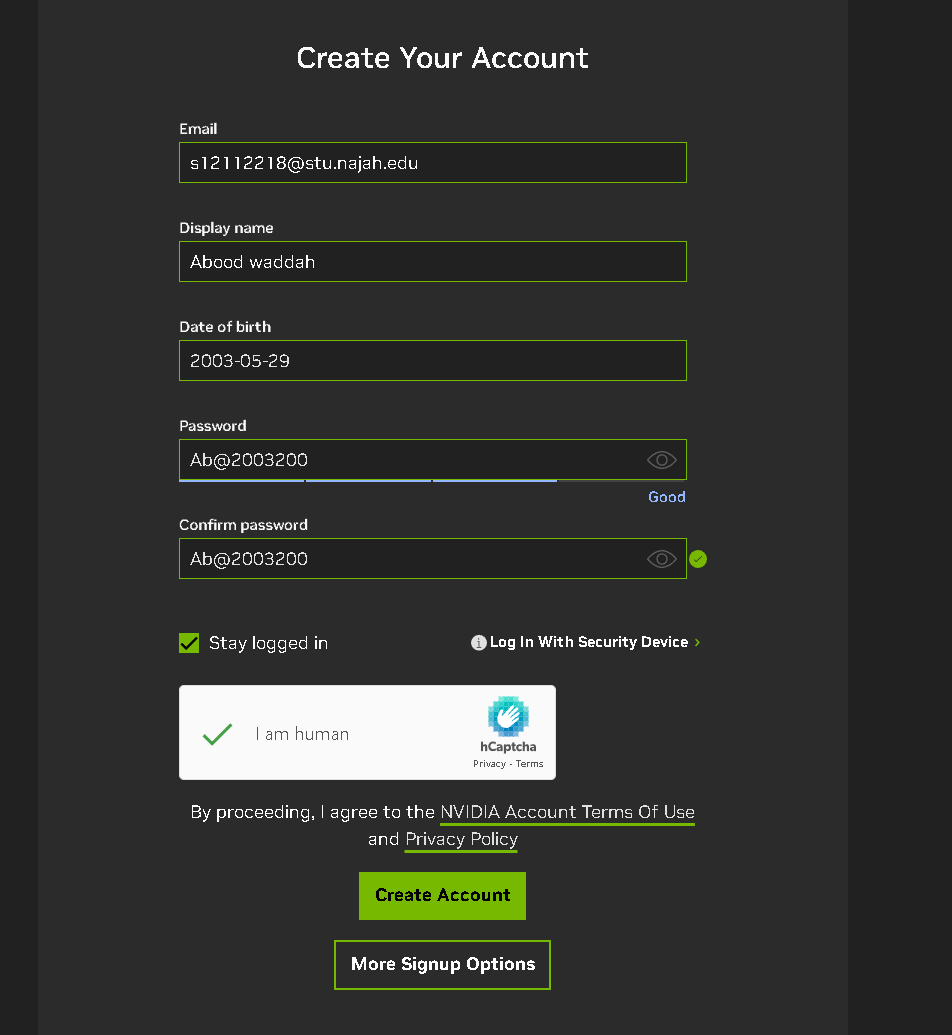 Create Your Account
Email
s12112218@stu.najah.edu
Display name
Abood waddah
Date of birth
2003-05-29
Password
Ab@2003200
Good
Confirm password
Ab@2003200
Stay logged in
Log In With Security Device
I am human
hCaptcha
Privacy - Terms
By proceeding, I agree to the NVIDIA Account Terms Of Use
and Privacy Policy
Create Account
More Signup Options